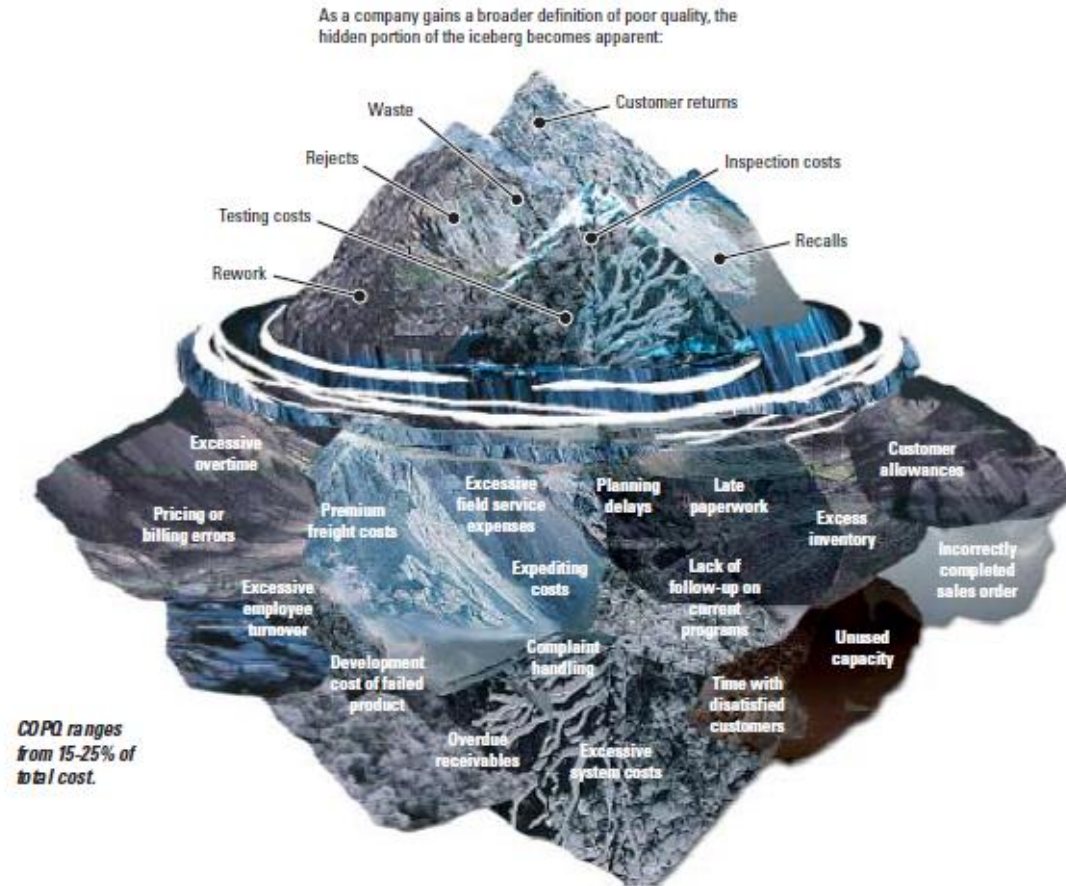 As a company gains a broader definition of poor quality, the
hidden portion of the iceberg becomes apparent:
Customer returns
Waste
Rejects
Inspection costs
Testing costs
Recalls
Rework
Excessive
overtime
Customer
allowances
Pricing or
billing errors
Premium
freight costs
Excessive
field service
expenses
Planning
delays
Late
paperwork
Excess
inventory
Incorrectly
completed
sales order
Excessive
employee
turnover
Expediting
costs
Lack of
follow-up on
current
programs
Unused
capacity
Development
cost of failed
product
Complaint
handling
Time with
disatisfied
customers
Overdue
receivables
Excessive
system costs
COPQ ranges
from 15-25% of
total cost.